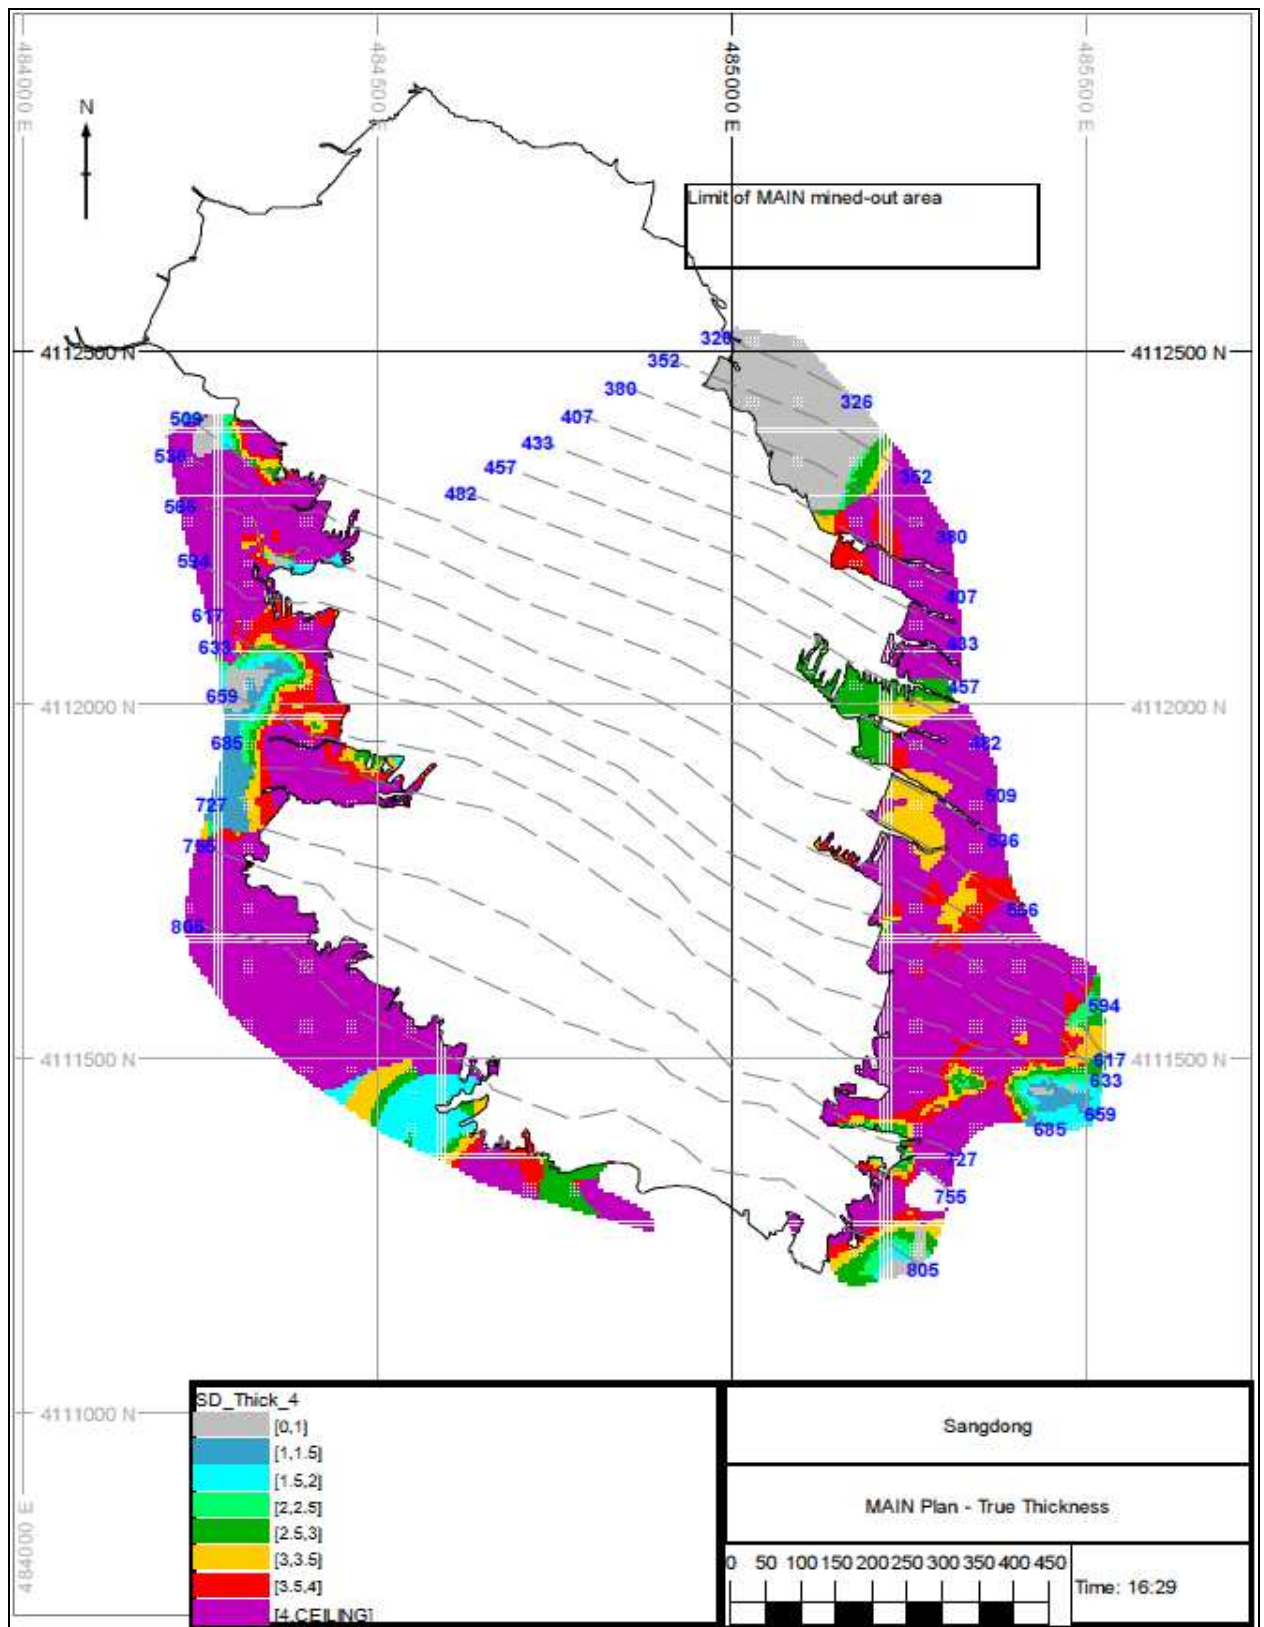 484000 E
484500 E
485000 E
485500 E
N
Limit of MAIN mined-out area
326
4112500 N
4112500 N
352
380
326
407
509
433
536
457
352
482
566
380
594
407
617
433
633
457
659
4112000 N
4112000 N
685
482
727
509
755
536
805
566
594
4111500 N
617
4111500 N
633
659
685
727
755
805
SD_Thick_4
[0,1]
[1,1.5]
[1.5,2]
[2,2.5]
[2.5,3]
[3,3.5]
[3.5,4]
[4,CEILING]
4111000 N
484000 E
Sangdong
MAIN Plan - True Thickness
0 50 100 150 200 250 300 350 400 450
Time: 16:29